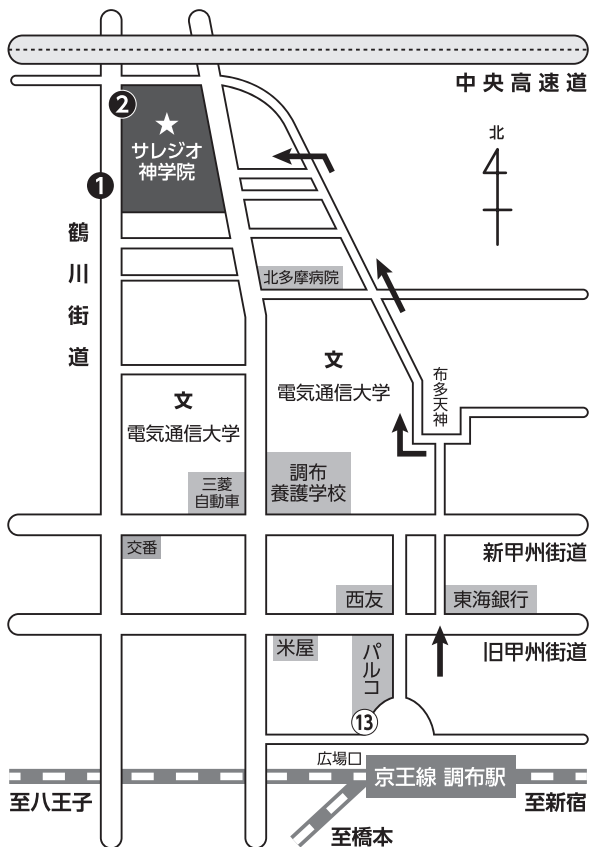 中央高速道
北
❷
★
サレジオ
神学院
❶
鶴川街道
北多摩病院
布多天神
文
電気通信大学
文
電気通信大学
三菱
自動車
調布
養護学校
新甲州街道
交番
西友
東海銀行
旧甲州街道
米屋
パルコ
⑬
広場口
京王線 調布駅
至八王子
至新宿
至橋本